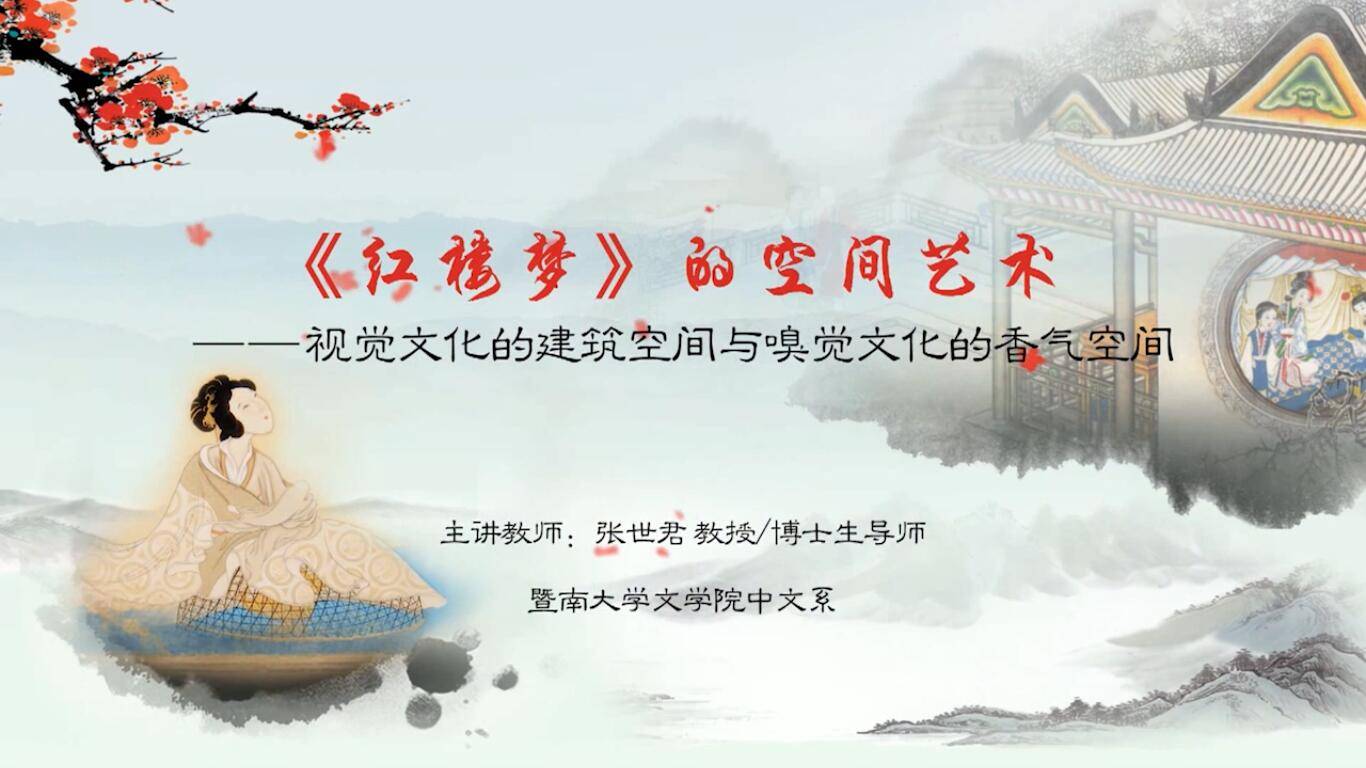 《红楼梦》的空间艺术
——视觉文化的建筑空间与嗅觉文化的香气空间
主讲教师：张世君 教授/博士生导师
暨南大学文学院中文系